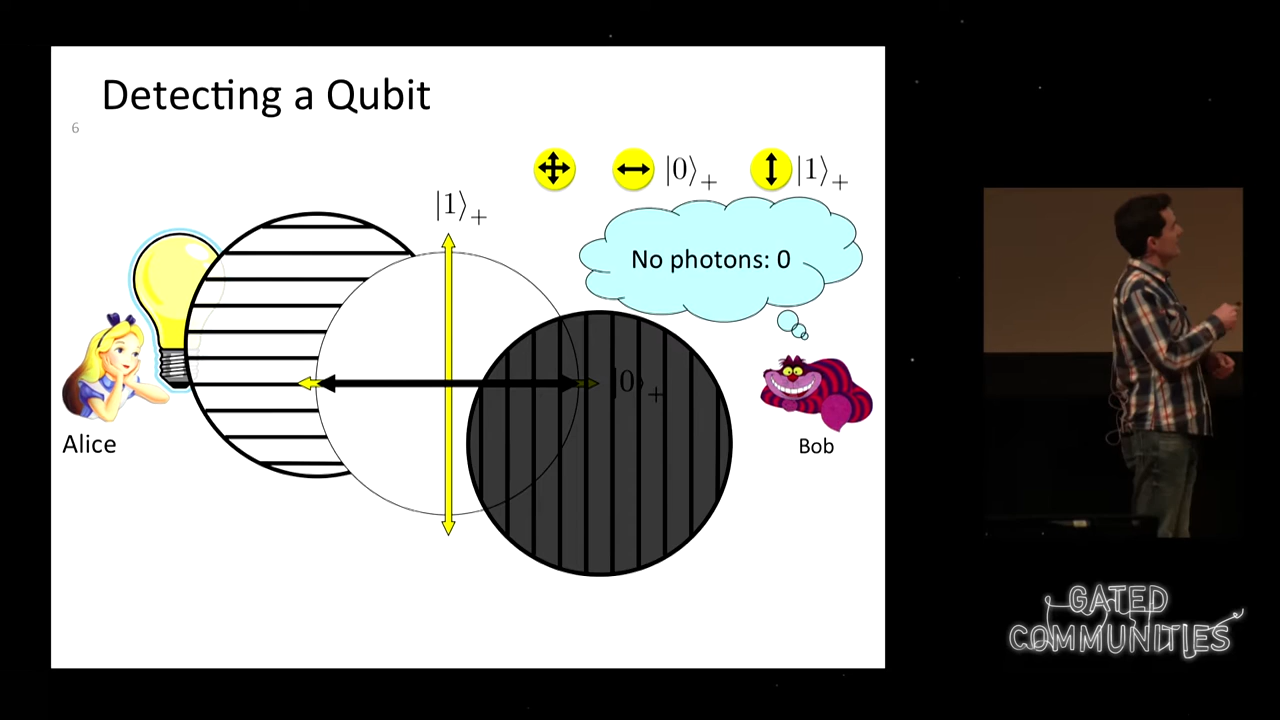 Detecting a Qubit
6
|0⟩+
|1⟩+
|1⟩+
No photons: 0
|0⟩+
Alice
Bob
GATED
COMMUNITIES